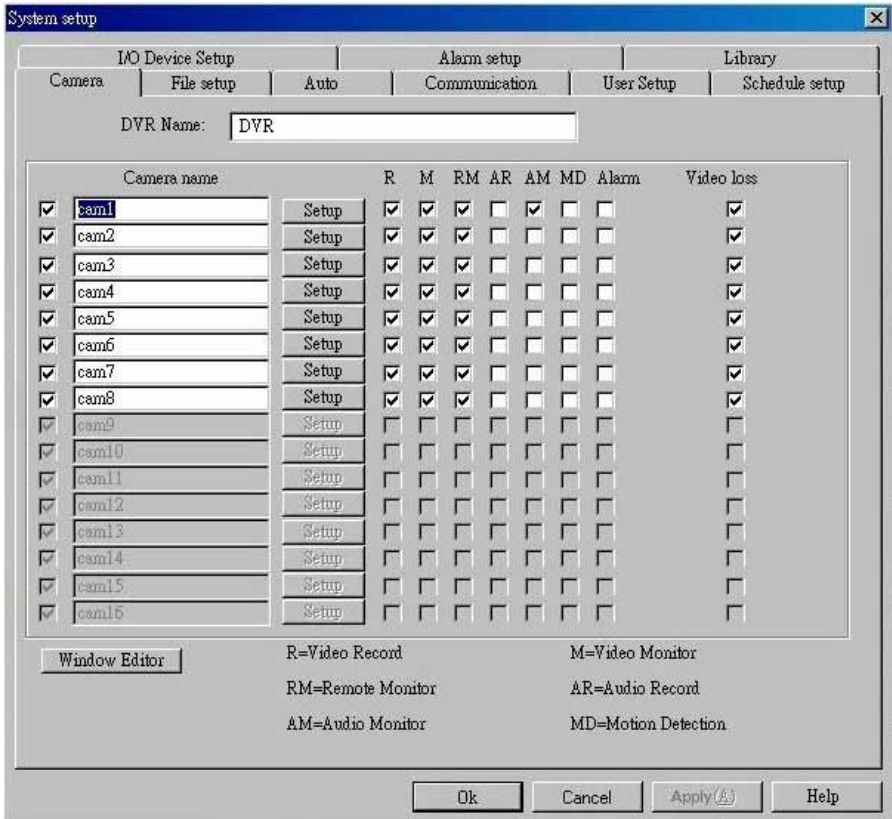 System setup
I/O Device Setup Alarm setup Library
Camera File setup Auto Communication User Setup Schedule setup
DVR Name: DVR
Camera name R M RM AR AM MD Alarm Video loss
cam1 Setup
cam2 Setup
cam3 Setup
cam4 Setup
cam5 Setup
cam6 Setup
cam7 Setup
cam8 Setup
cam9 Setup
cam10 Setup
cam11 Setup
cam12 Setup
cam13 Setup
cam14 Setup
cam15 Setup
cam16 Setup
Window Editor R=Video Record M=Video Monitor
RM=Remote Monitor AR=Audio Record
AM=Audio Monitor MD=Motion Detection
Ok Cancel Apply(A) Help